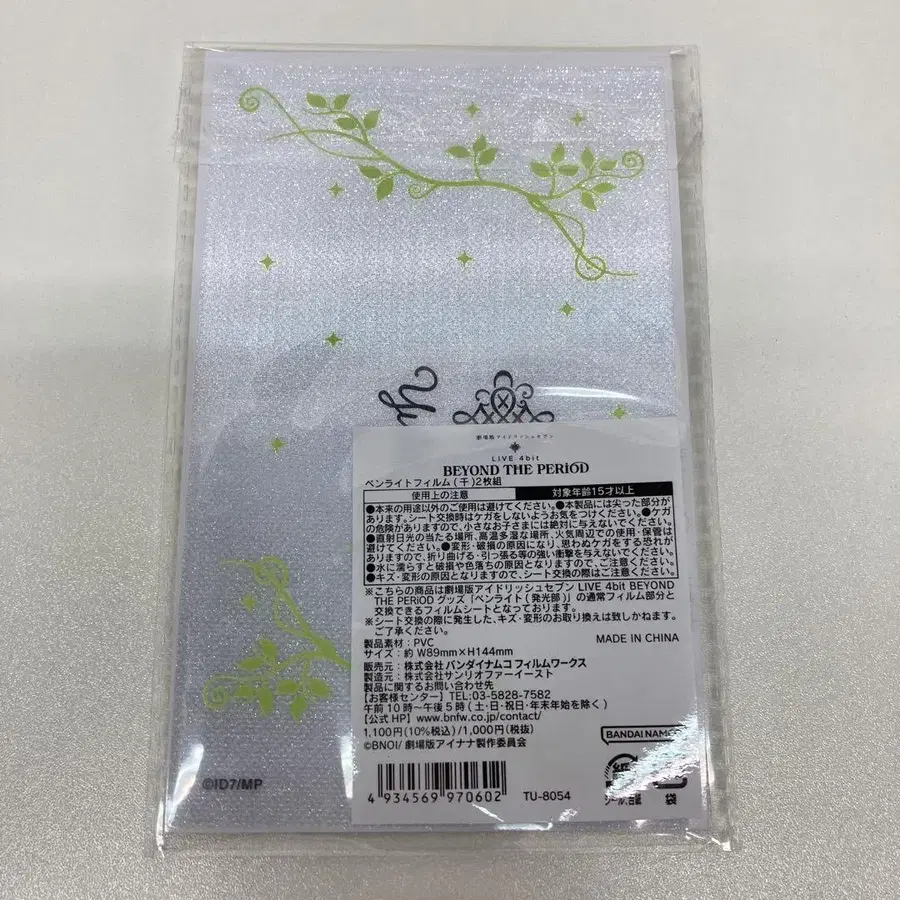 Yu
劇場版アイドリッシュセブン
LIVE 4bit
BEYOND THE PERiOD
ペンライトフィルム(千)2枚組
使用上の注意
対象年齢15才以上
●本来の用途以外のご使用は避けてください。●本製品には尖った部分が
あります。シート交換時はケガをしないようお気をつけください。●ケガ
の危険がありますので、小さなお子さまには絶対に与えないでください。
●直射日光の当たる場所、高温多湿な場所、火気周辺での使用・保管は
避けてください。●変形・破損の原因になり、思わぬケガをする恐れが
ありますので、折り曲げる・引っ張る等の強い衝撃を与えないでください。
●水に濡らすと破損や色落ちの原因となりますので、ご注意ください。
●キズ・変形の原因となりますので、シート交換の際はご注意ください。
※こちらの商品は劇場版アイドリッシュセブン LIVE 4bit BEYOND
THE PERiOD グッズ「ペンライト(発光部)」の通常フィルム部分と
交換できるフィルムシートとなっております。
※シート交換の際に発生した、キズ・変形のお取り換えは致しかねます。
ご了承ください。
製品素材:PVC
MADE IN CHINA
サイズ:約 W89mm×H144mm
販売元:株式会社 バンダイナムコ フィルムワークス
製造元:株式会社サンリオファーイースト
製品に関するお問い合わせ先
【お客様センター】TEL:03-5828-7582
午前10時〜午後5時(土・日・祝日・年末年始を除く)
【公式HP】www.bnfw.co.jp/contact/
1,100円(10%税込)/1,000円(税抜)
©BNOI/劇場版アイナナ製作委員会
BANDAI NAMCO
4 934569 970602
TU-8054
シール、台紙
袋
©ID7/MP